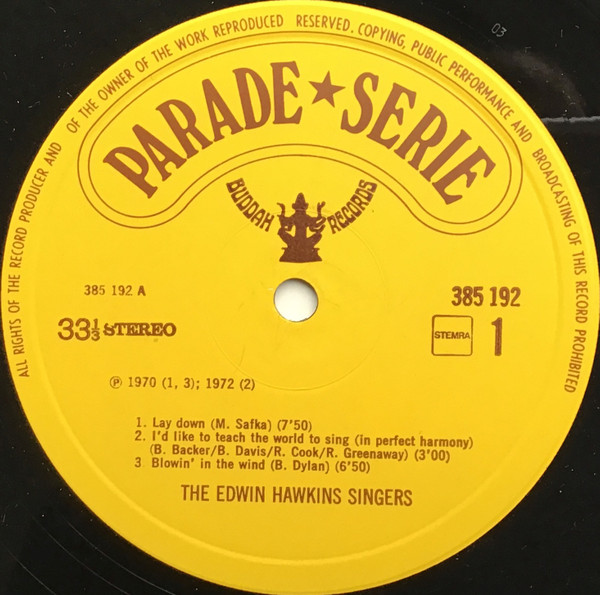 ALL RIGHTS OF THE RECORD PRODUCER AND OF THE OWNER OF THE WORK REPRODUCED RESERVED. COPYING, PUBLIC PERFORMANCE AND BROADCASTING OF THIS RECORD PROHIBITED
03
PARADE★SERIE
BUDDAH RECORDS
385 192 A
385 192
33⅓ STEREO
STEMRA
1
℗ 1970 (1, 3); 1972 (2)
1. Lay down (M. Safka) (7'50)
2. I'd like to teach the world to sing (in perfect harmony)
(B. Backer/B. Davis/R. Cook/R. Greenaway) (3'00)
3 Blowin' in the wind (B. Dylan) (6'50)
THE EDWIN HAWKINS SINGERS